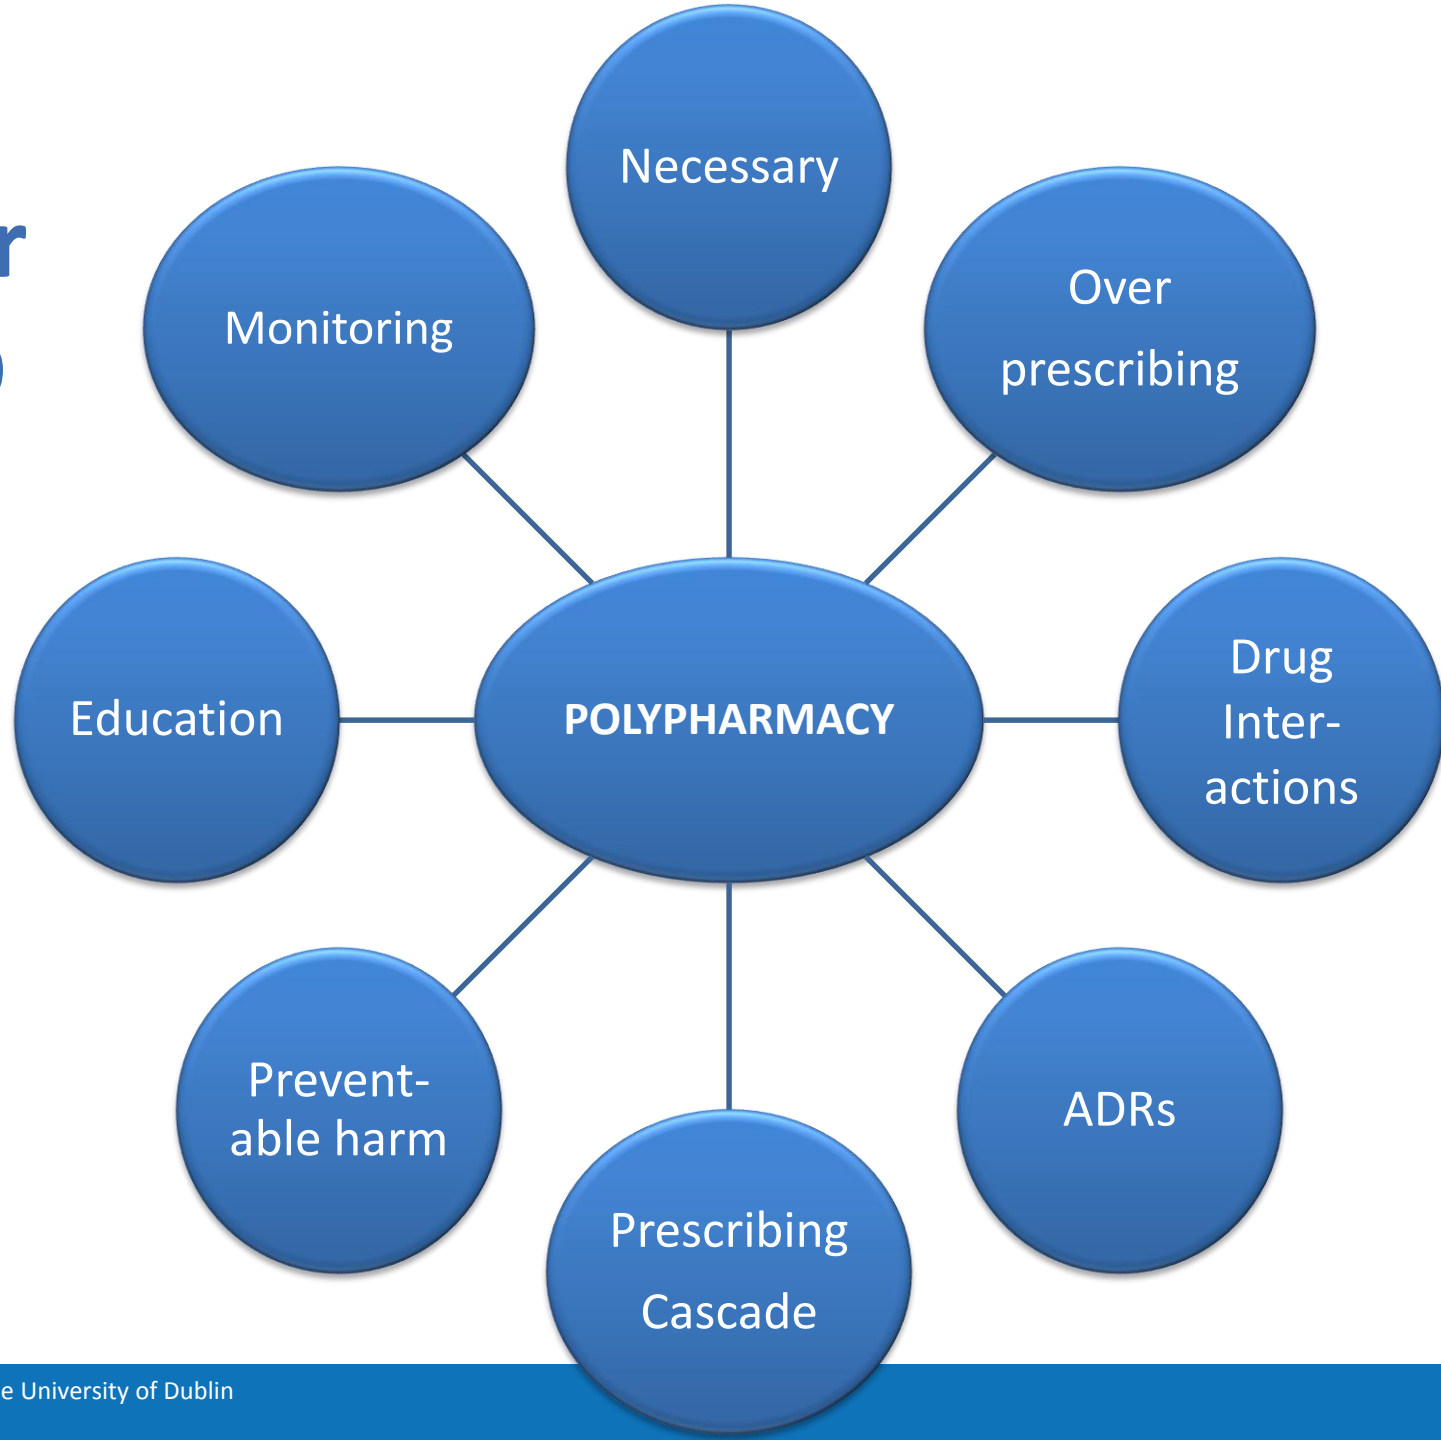 Necessary
Over
prescribing
Monitoring
Drug
Inter-
actions
Education
POLYPHARMACY
Prevent-
able harm
ADRs
Prescribing
Cascade
University of Dublin